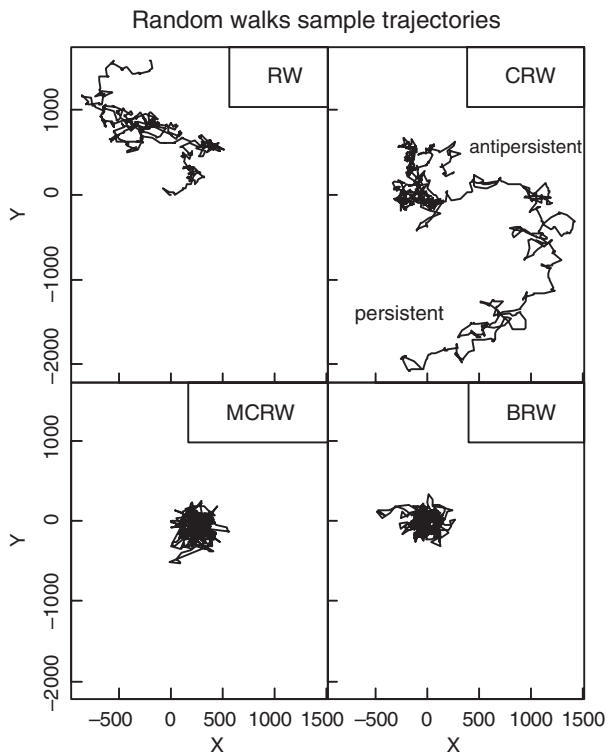 Random walks sample trajectories
RW
CRW
1000
0
−1000
−2000
Y
antipersistent
persistent
MCRW
BRW
1000
0
−1000
−2000
Y
−500 0 500 1000 1500
−500 0 500 1000 1500
X
X